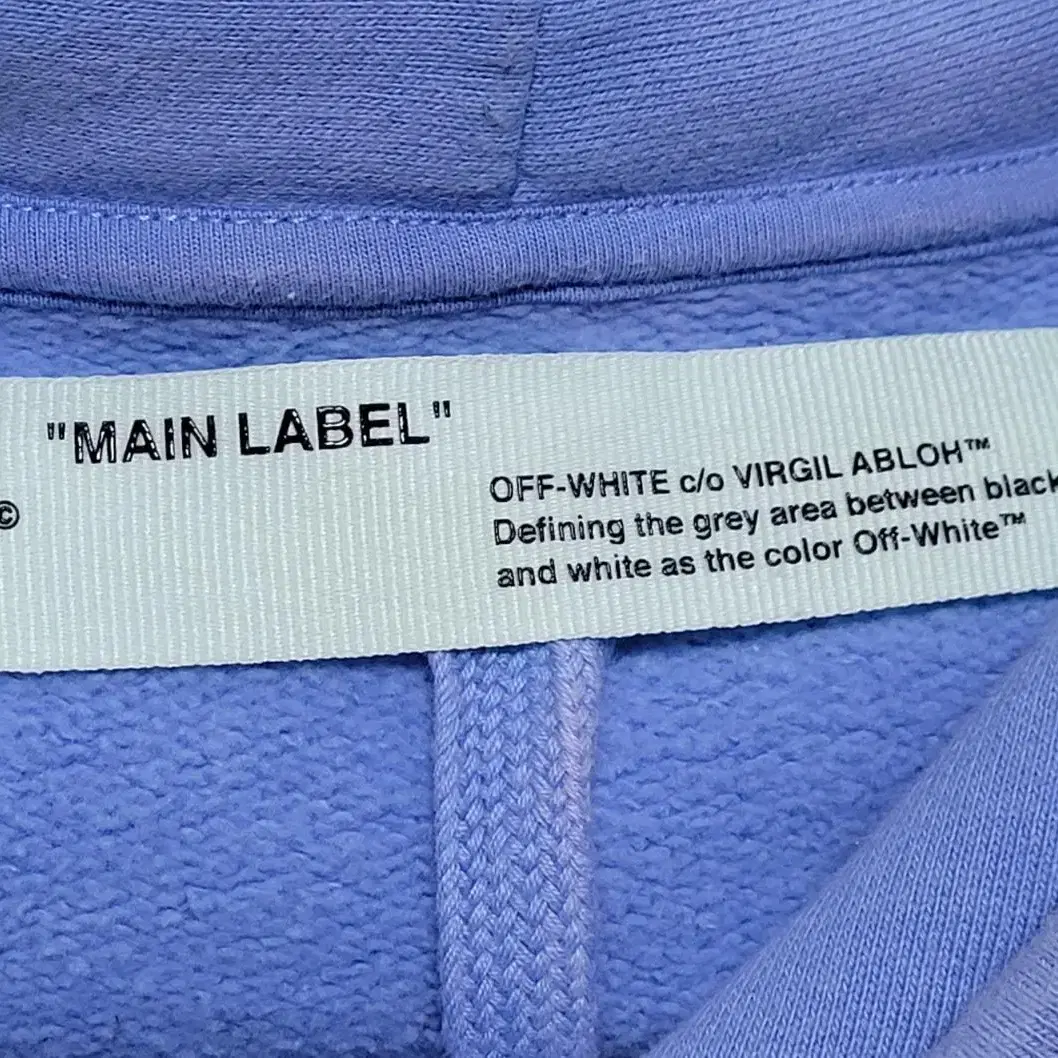 "MAIN LABEL"
©
OFF-WHITE c/o VIRGIL ABLOH™
Defining the grey area between black
and white as the color Off-White™